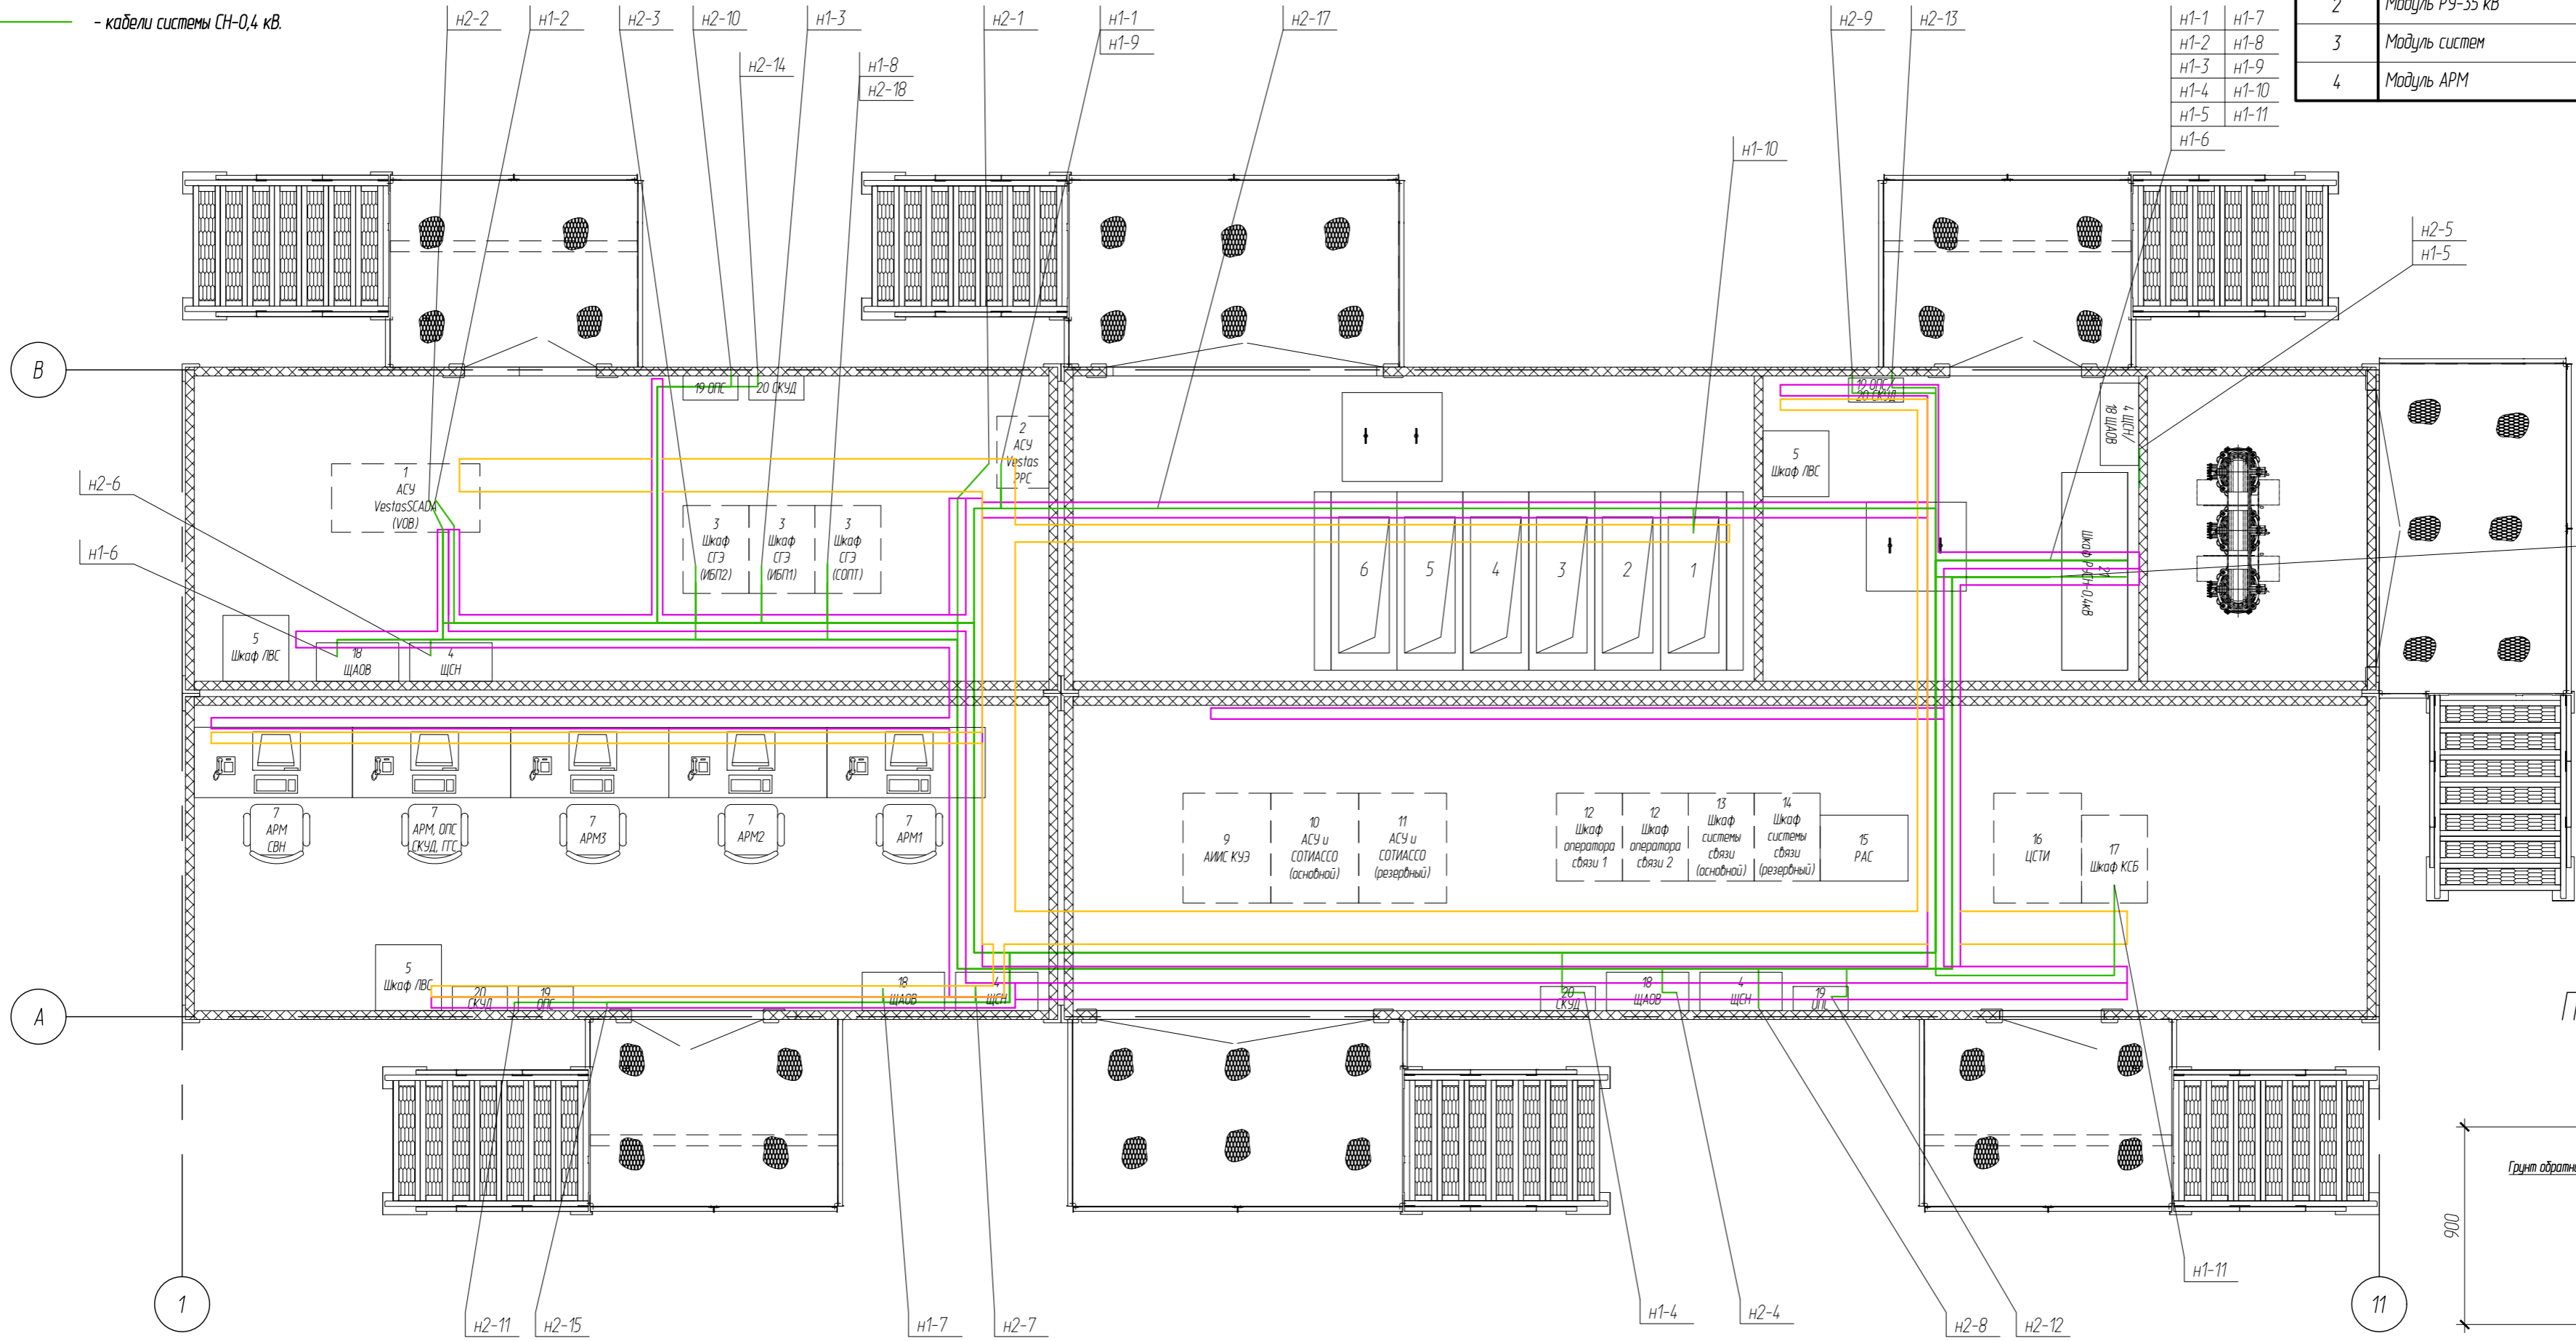 - кабели системы СН-0,4 кВ.
н2-2
н1-2
н2-3
н2-10
н1-3
н2-1
н1-1
н1-9
н2-17
н2-9
н2-13
н2-14
н1-8
н2-18
н1-10
н1-1 н1-7
н1-2 н1-8
н1-3 н1-9
н1-4 н1-10
н1-5 н1-11
н1-6
2 Модуль РУ-35 кВ
3 Модуль систем
4 Модуль АРМ
н2-5
н1-5
В
19 ОПС
20 СКУД
19 ОПС/
20 СКУД
4 ЩСН/
18 ЩАОВ
2
АСУ
Vestas
PPC
5
Шкаф ЛВС
н2-6
1
АСУ
VestasSCADA
(VOB)
н1-6
3
Шкаф
СГЭ
(ИБП2)
3
Шкаф
СГЭ
(ИБП1)
3
Шкаф
СГЭ
(СОПТ)
6
5
4
3
2
1
21
5
Шкаф ЛВС
18
ЩАОВ
4
ЩСН
7
АРМ
СВН
7
АРМ, ОПС
СКУД, ГГС
7
АРМ3
7
АРМ2
7
АРМ1
9
АИИС КУЭ
10
АСУ и
СОТИАССО
(основной)
11
АСУ и
СОТИАССО
(резервный)
12
Шкаф
оператора
связи 1
12
Шкаф
оператора
связи 2
13
Шкаф
системы
связи
(основной)
14
Шкаф
системы
связи
(резервный)
15
РАС
16
ЦСТИ
17
Шкаф КСБ
5
Шкаф ЛВС
20
СКУД
19
ОПС
18
ЩАОВ
4
ЩСН
20
СКУД
18
ЩАОВ
4
ЩСН
19
ОПС
А
900
Грунт обратн
н1-11
1
11
н2-11
н2-15
н1-7
н2-7
н1-4
н2-4
н2-8
н2-12